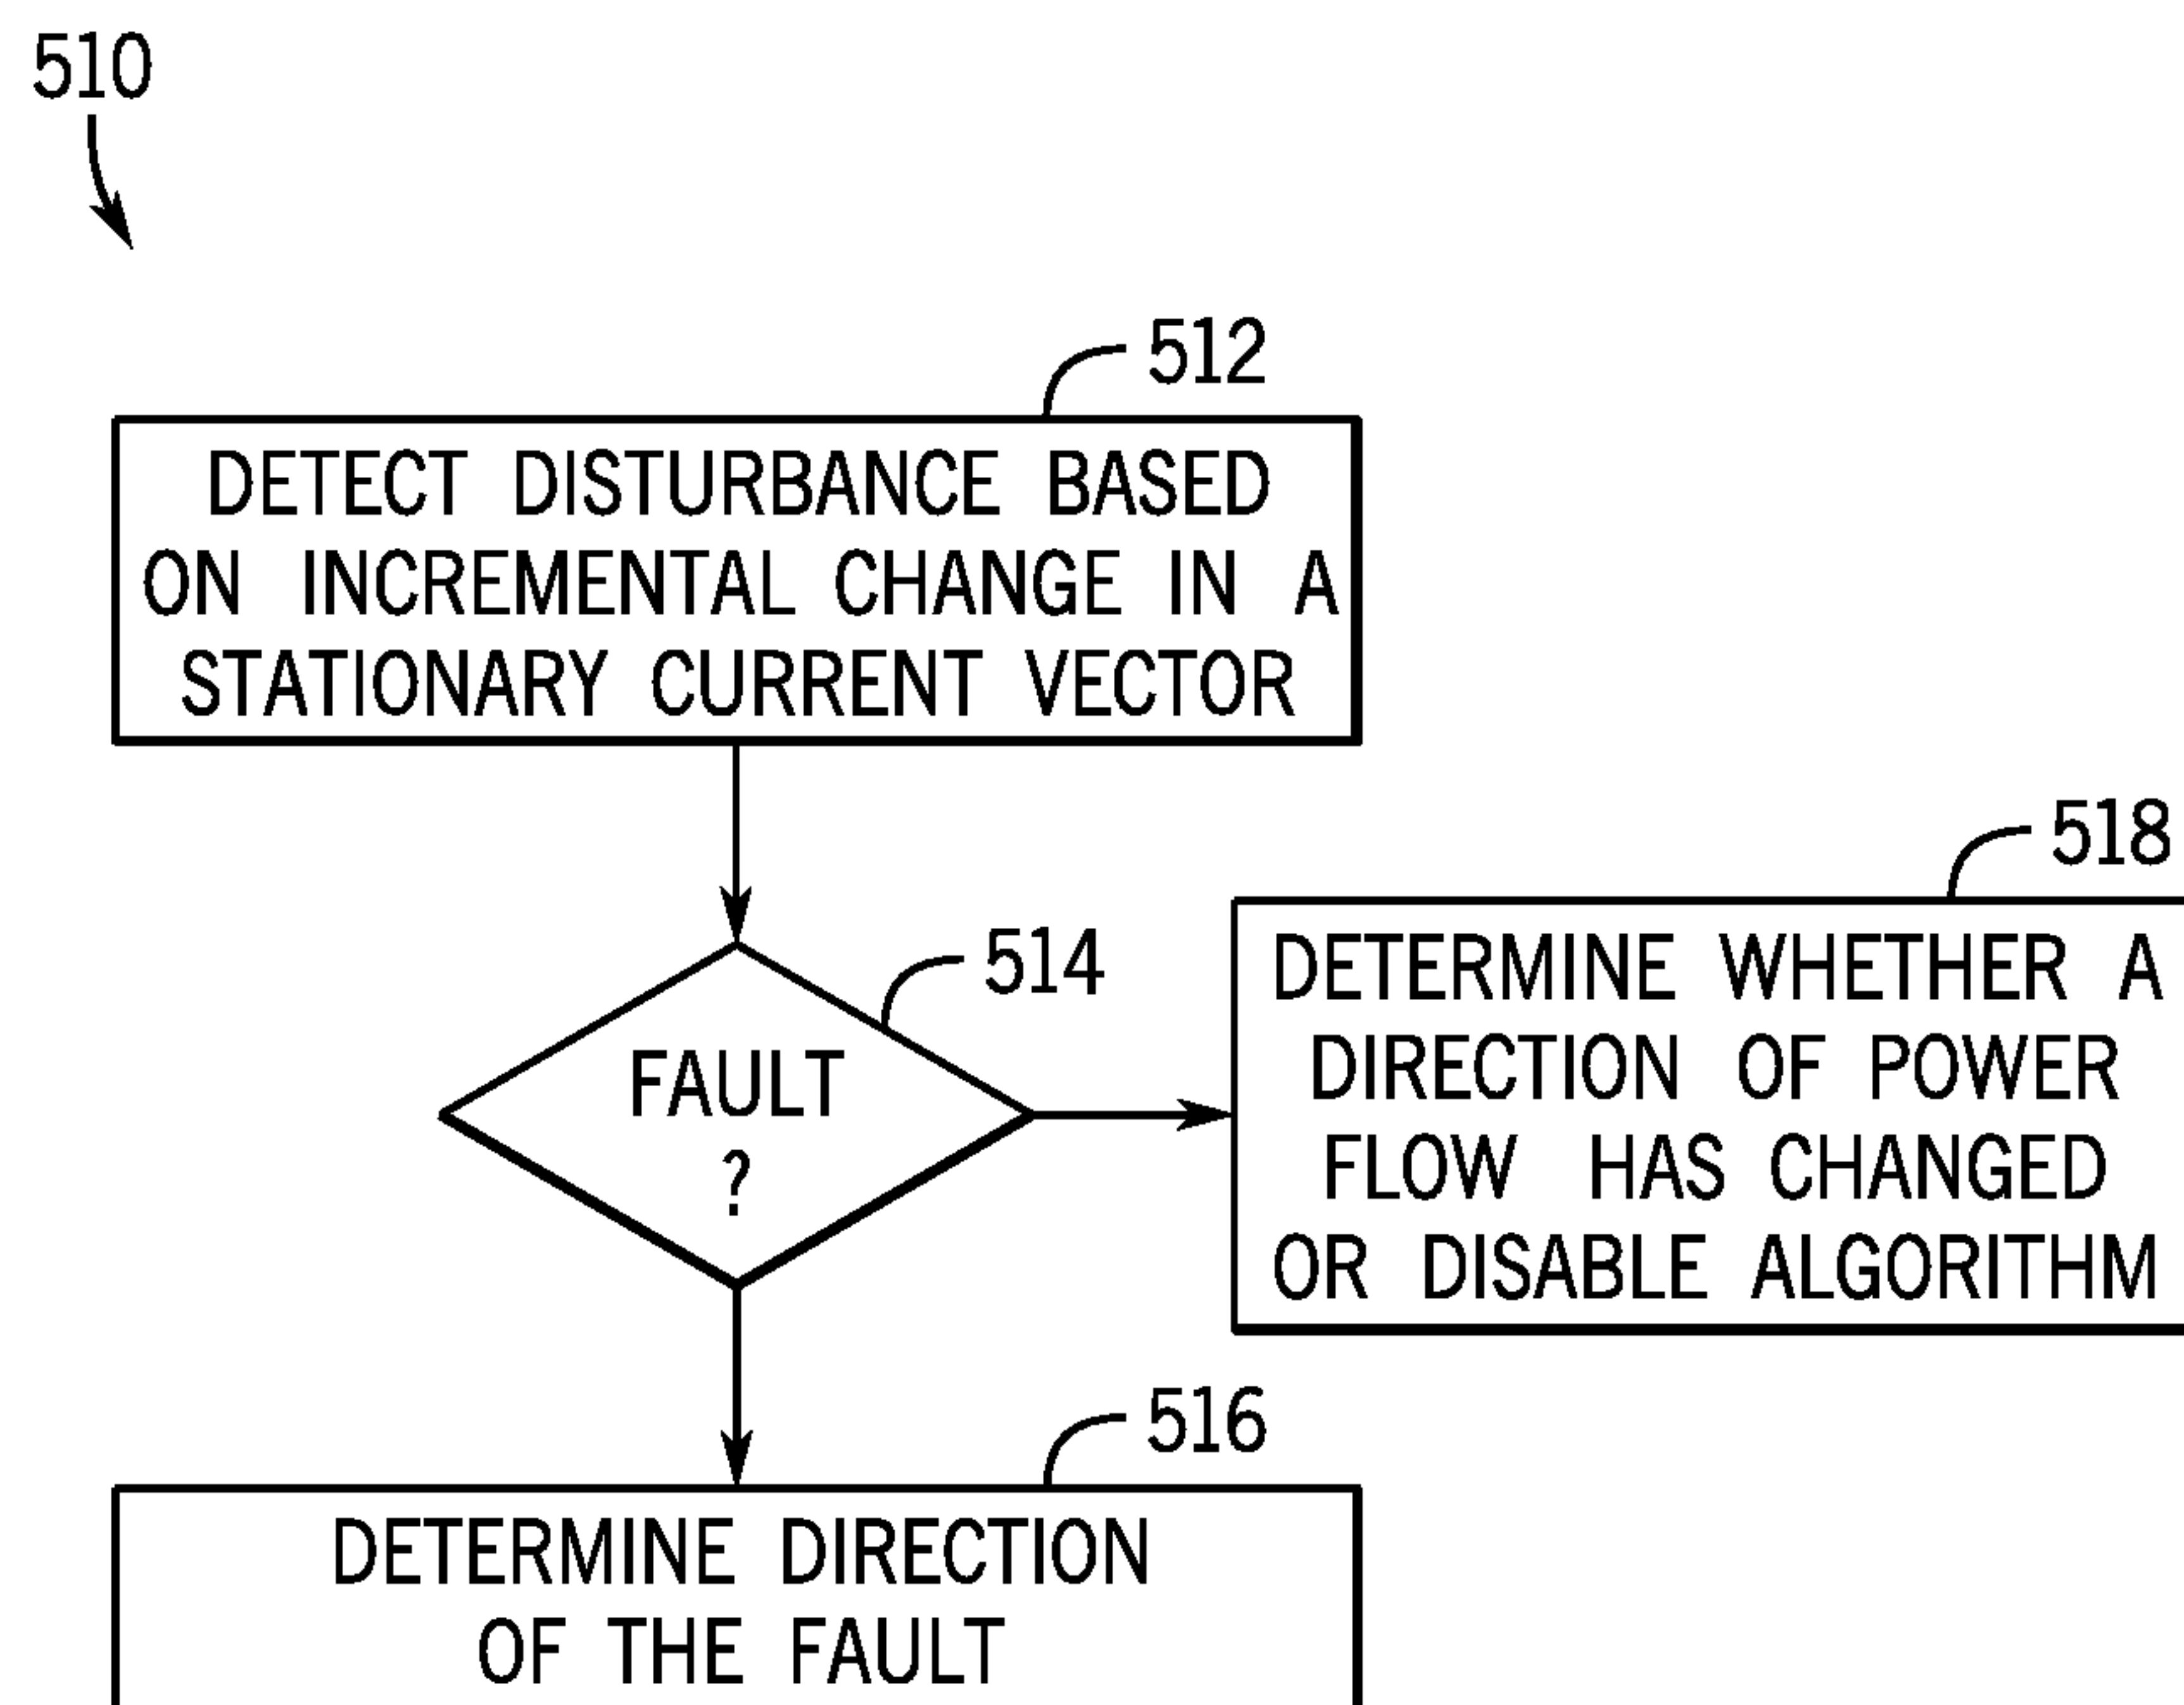 510
512
DETECT DISTURBANCE BASED
ON INCREMENTAL CHANGE IN A
STATIONARY CURRENT VECTOR
514
FAULT
?
518
DETERMINE WHETHER A
DIRECTION OF POWER
FLOW HAS CHANGED
OR DISABLE ALGORITHM
516
DETERMINE DIRECTION
OF THE FAULT